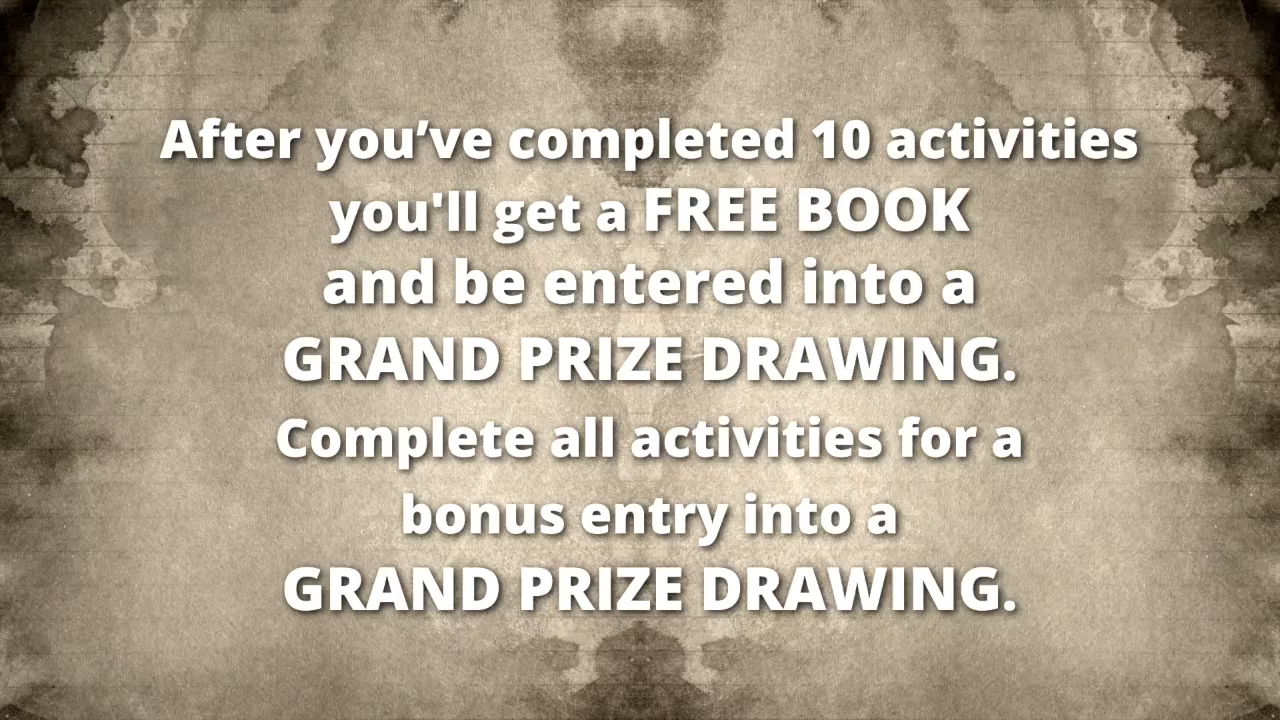 After you’ve completed 10 activities
you'll get a FREE BOOK
and be entered into a
GRAND PRIZE DRAWING.
Complete all activities for a
bonus entry into a
GRAND PRIZE DRAWING.